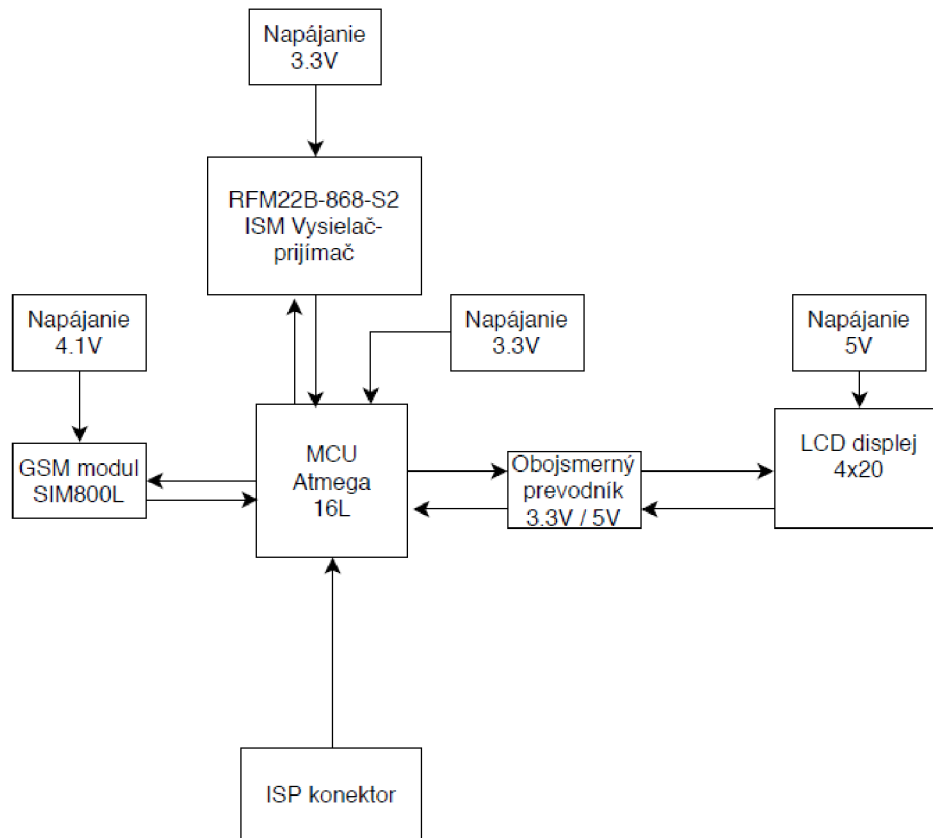 Napájanie
3.3V
RFM22B-868-S2
ISM Vysielač-
prijímač
Napájanie
4.1V
Napájanie
3.3V
Napájanie
5V
GSM modul
SIM800L
MCU
Atmega
16L
Obojsmerný
prevodník
3.3V / 5V
LCD displej
4x20
ISP konektor